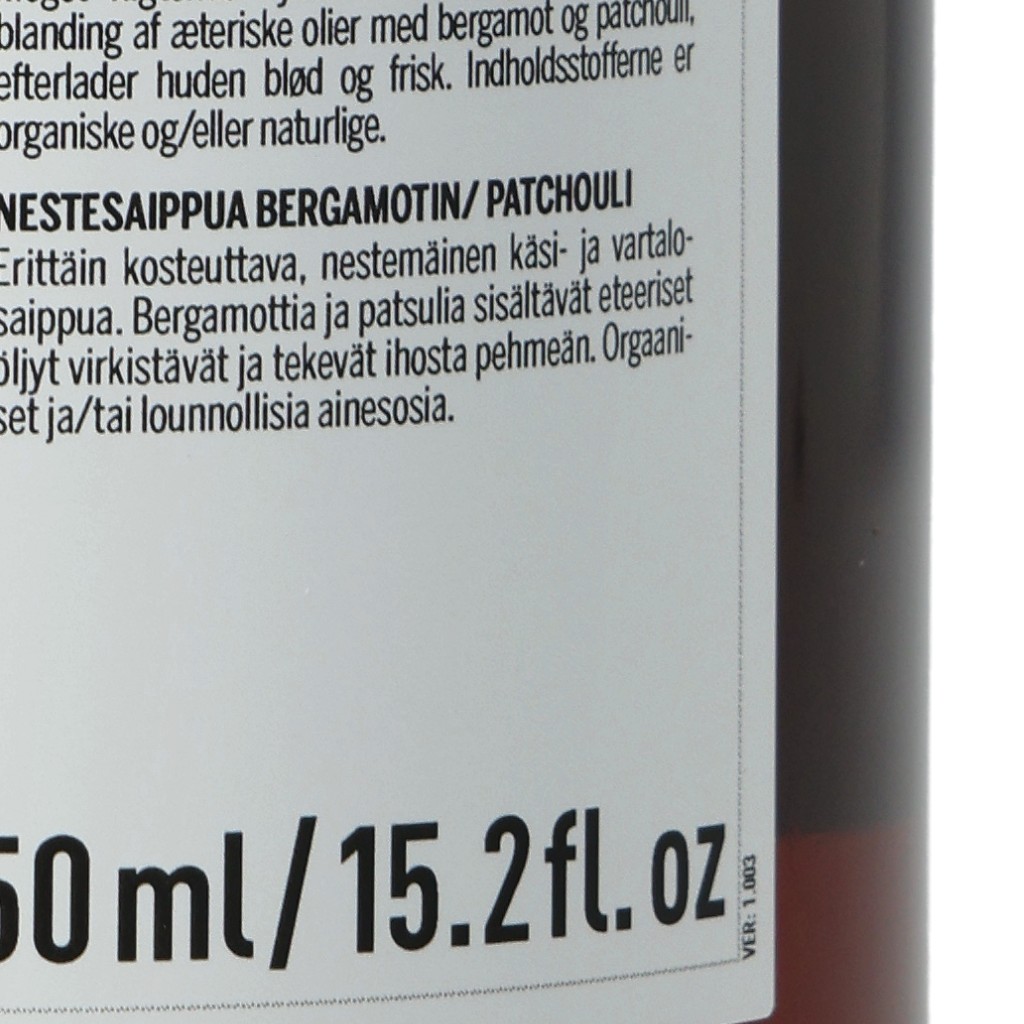 blanding af æteriske olier med bergamot og patchouli,
efterlader huden blød og frisk. Indholdsstofferne er
organiske og/eller naturlige.
NESTESAIPPUA BERGAMOTIN/ PATCHOULI
Erittäin kosteuttava, nestemäinen käsi- ja vartalo-
saippua. Bergamottia ja patsulia sisältävät eteeriset
öljyt virkistävät ja tekevät ihosta pehmeän. Orgaani-
set ja/tai lounnollisia ainesosia.
50 ml / 15.2 fl. oz
VER: 1.003